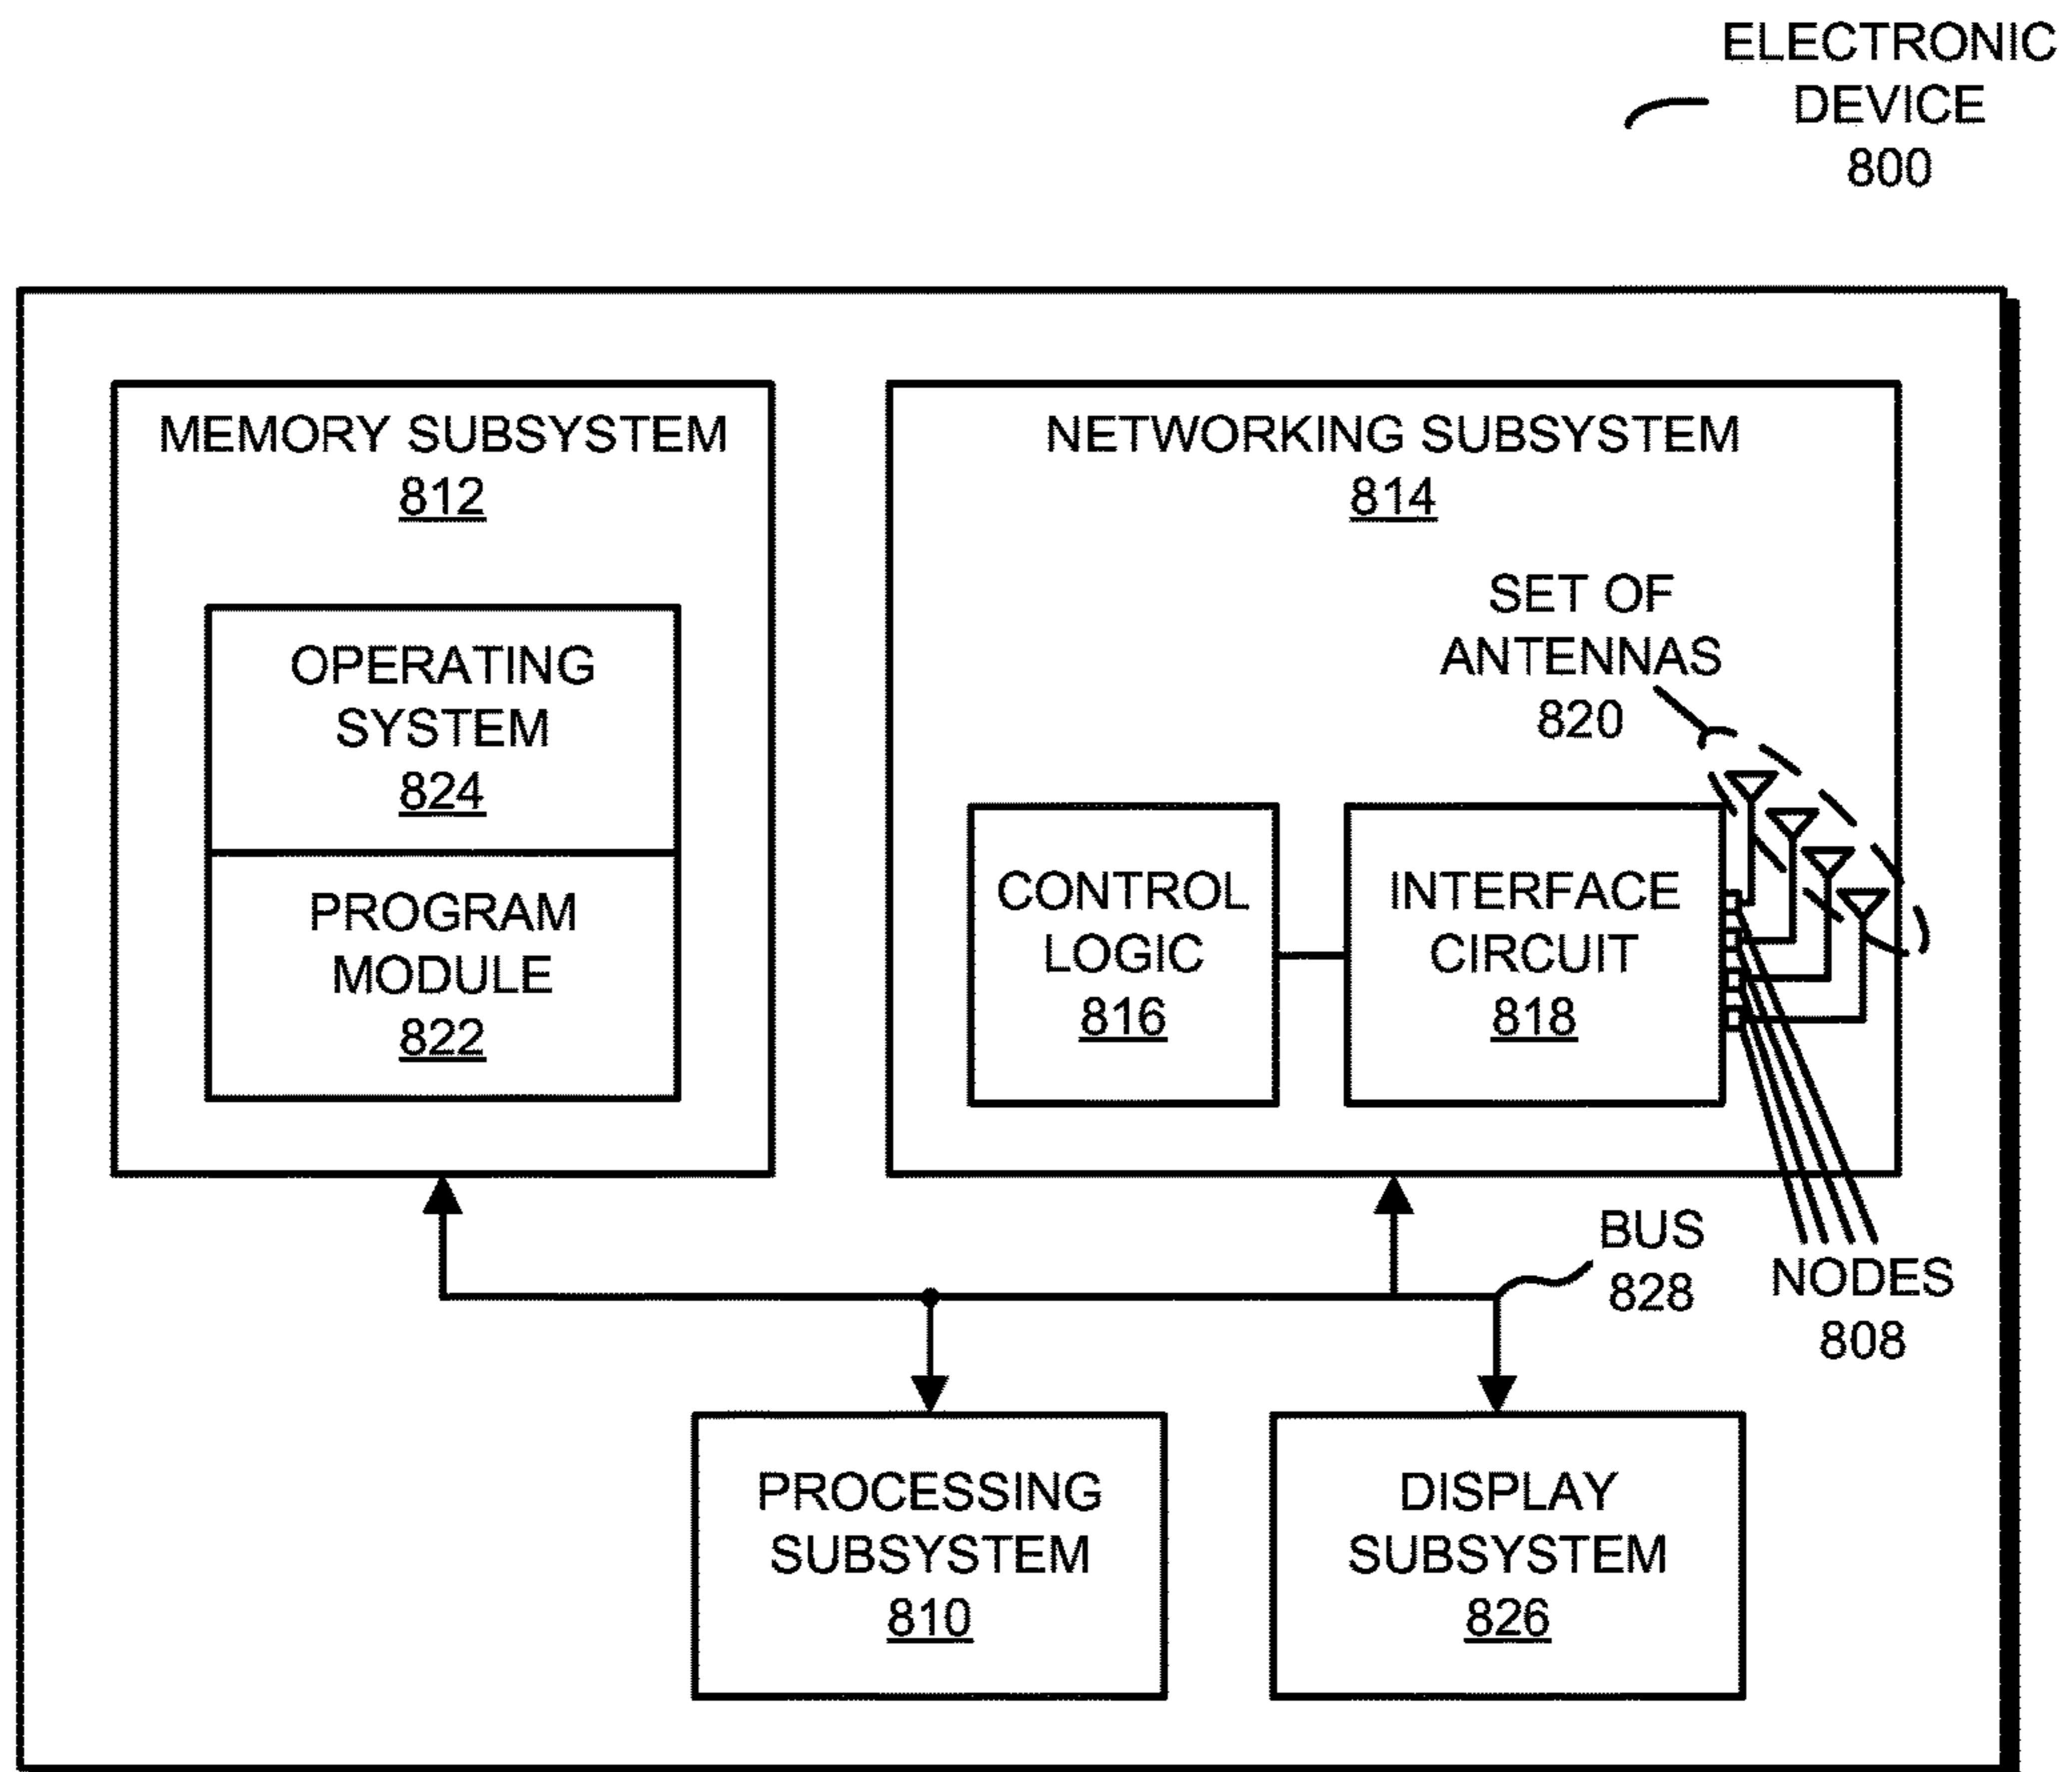 ELECTRONIC
DEVICE
800
MEMORY SUBSYSTEM
812
OPERATING
SYSTEM
824
PROGRAM
MODULE
822
NETWORKING SUBSYSTEM
814
SET OF
ANTENNAS
820
CONTROL
LOGIC
816
INTERFACE
CIRCUIT
818
BUS
828
NODES
808
PROCESSING
SUBSYSTEM
810
DISPLAY
SUBSYSTEM
826